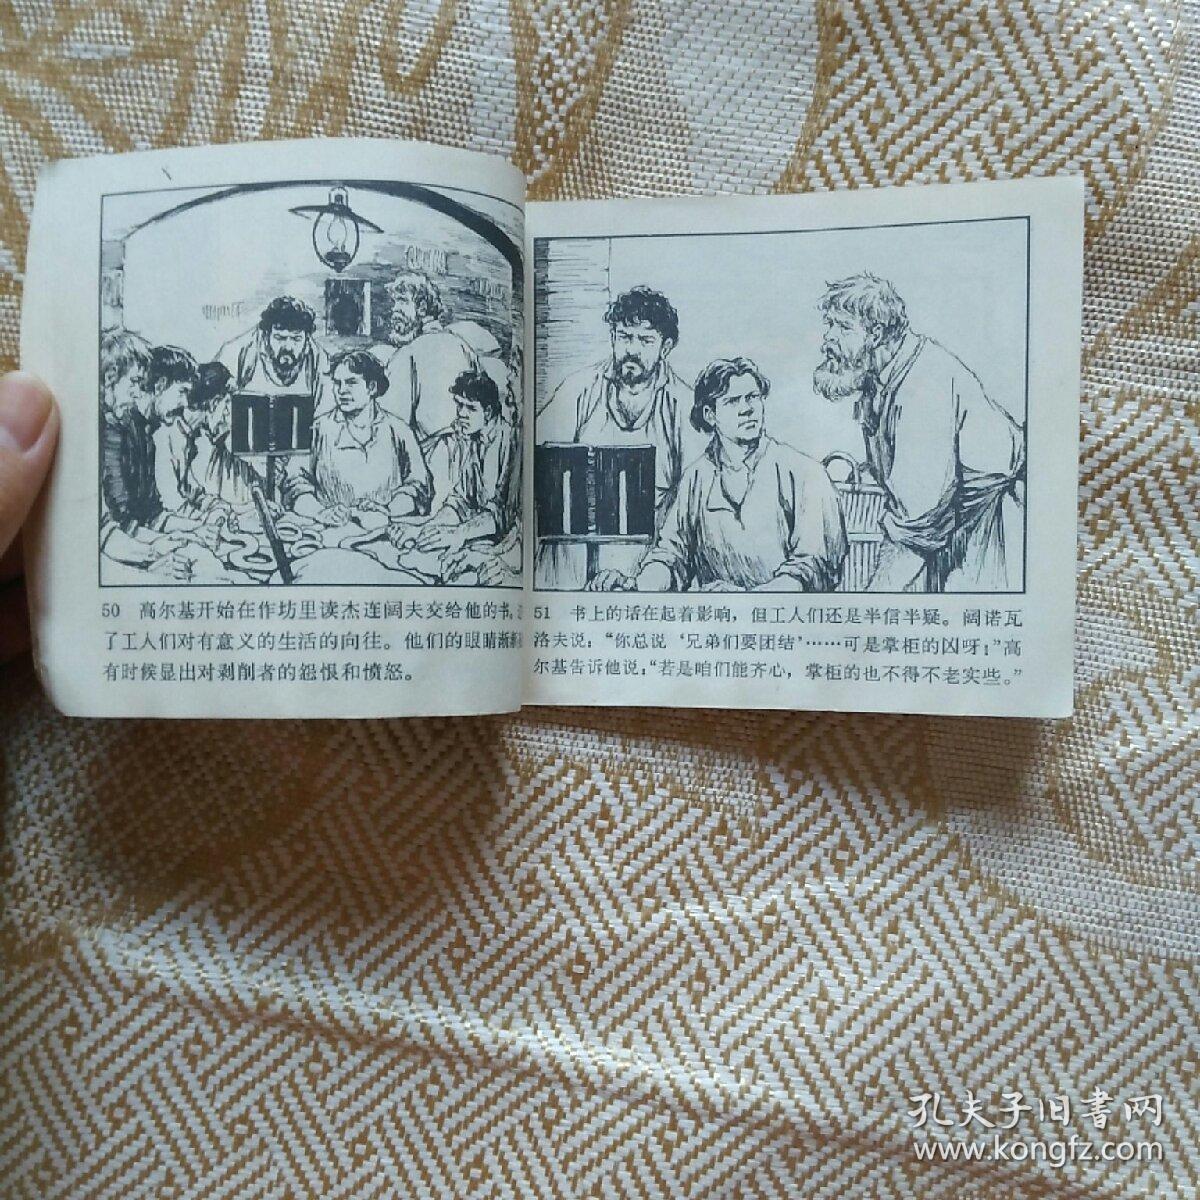 50 高尔基开始在作坊里读杰连阔夫交给他的书，
了工人们对有意义的生活的向往。他们的眼睛渐渐
有时候显出对剥削者的怨恨和愤怒。
51 书上的话在起着影响，但工人们还是半信半疑。阔诺瓦
洛夫说：“你总说‘兄弟们要团结’……可是掌柜的凶呀！”高
尔基告诉他说：“若是咱们能齐心，掌柜的也不得不老实些。”
孔夫子旧書网
www.kongfz.com